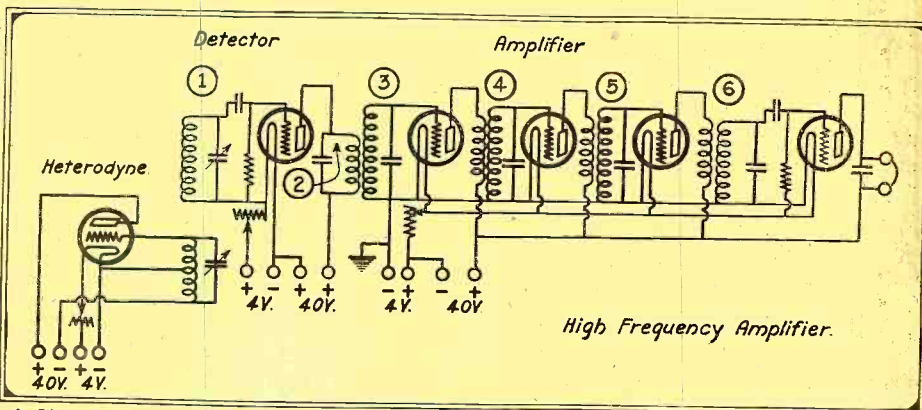 Detector
Amplifier
1
3
4
5
6
Heterodyne.
2
+ - + +
4V. 40V.
- + - +
4V. 40V
High Frequency Amplifier.
+ - + -
40V. 4V.